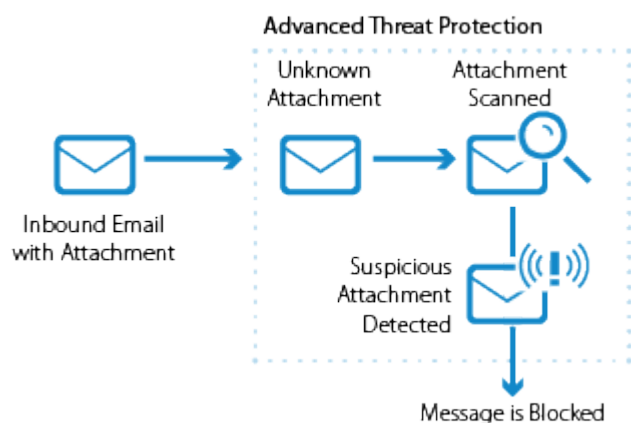 Advanced Threat Protection
Unknown
Attachment
Attachment
Scanned
Inbound Email
with Attachment
Suspicious
Attachment
Detected
Message is Blocked